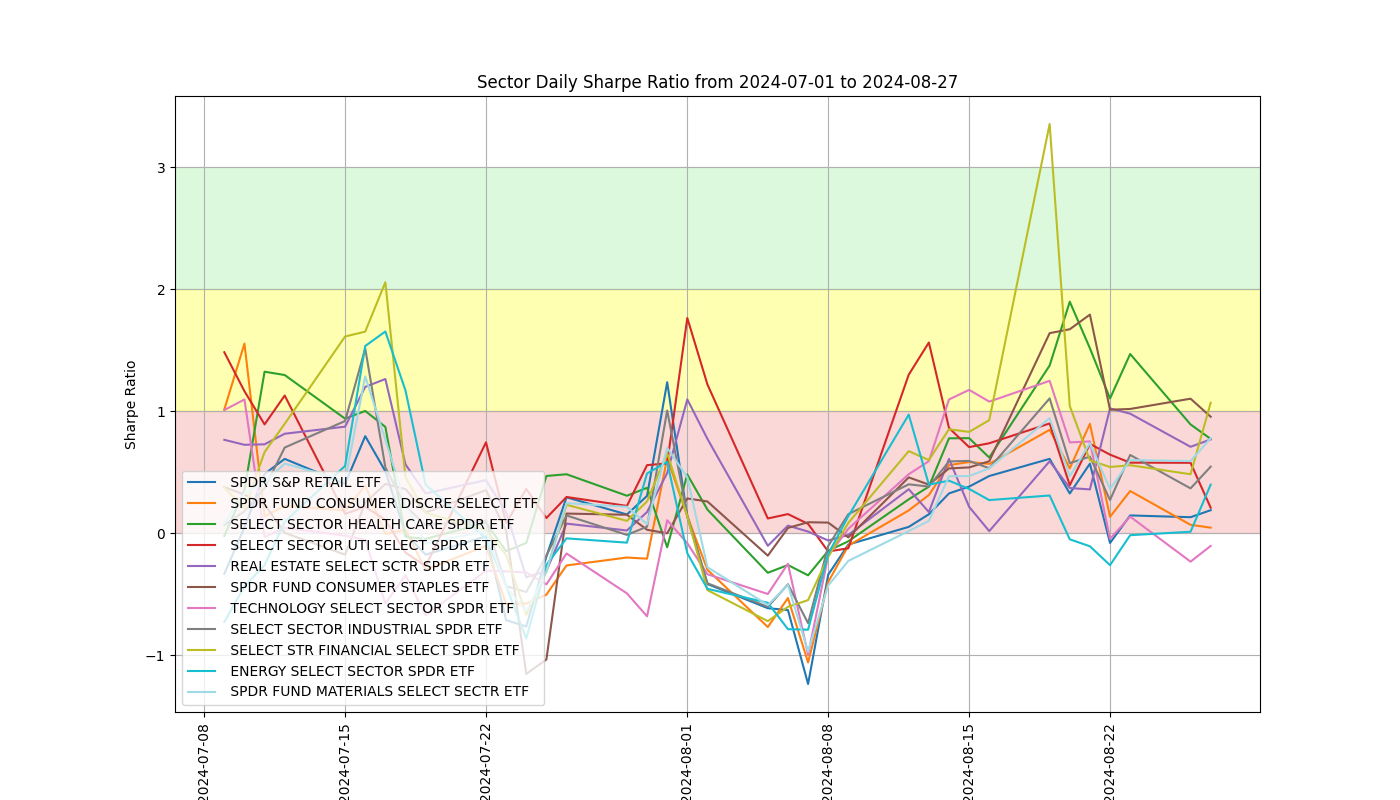 Sector Daily Sharpe Ratio from 2024-07-01 to 2024-08-27
Sharpe Ratio
3
2
1
0
−1
SPDR S&P RETAIL ETF
SPDR FUND CONSUMER DISCRE SELECT ETF
SELECT SECTOR HEALTH CARE SPDR ETF
SELECT SECTOR UTI SELECT SPDR ETF
REAL ESTATE SELECT SCTR SPDR ETF
SPDR FUND CONSUMER STAPLES ETF
TECHNOLOGY SELECT SECTOR SPDR ETF
SELECT SECTOR INDUSTRIAL SPDR ETF
SELECT STR FINANCIAL SELECT SPDR ETF
ENERGY SELECT SECTOR SPDR ETF
SPDR FUND MATERIALS SELECT SECTR ETF
2024-07-08
2024-07-15
2024-07-22
2024-08-01
2024-08-08
2024-08-15
2024-08-22